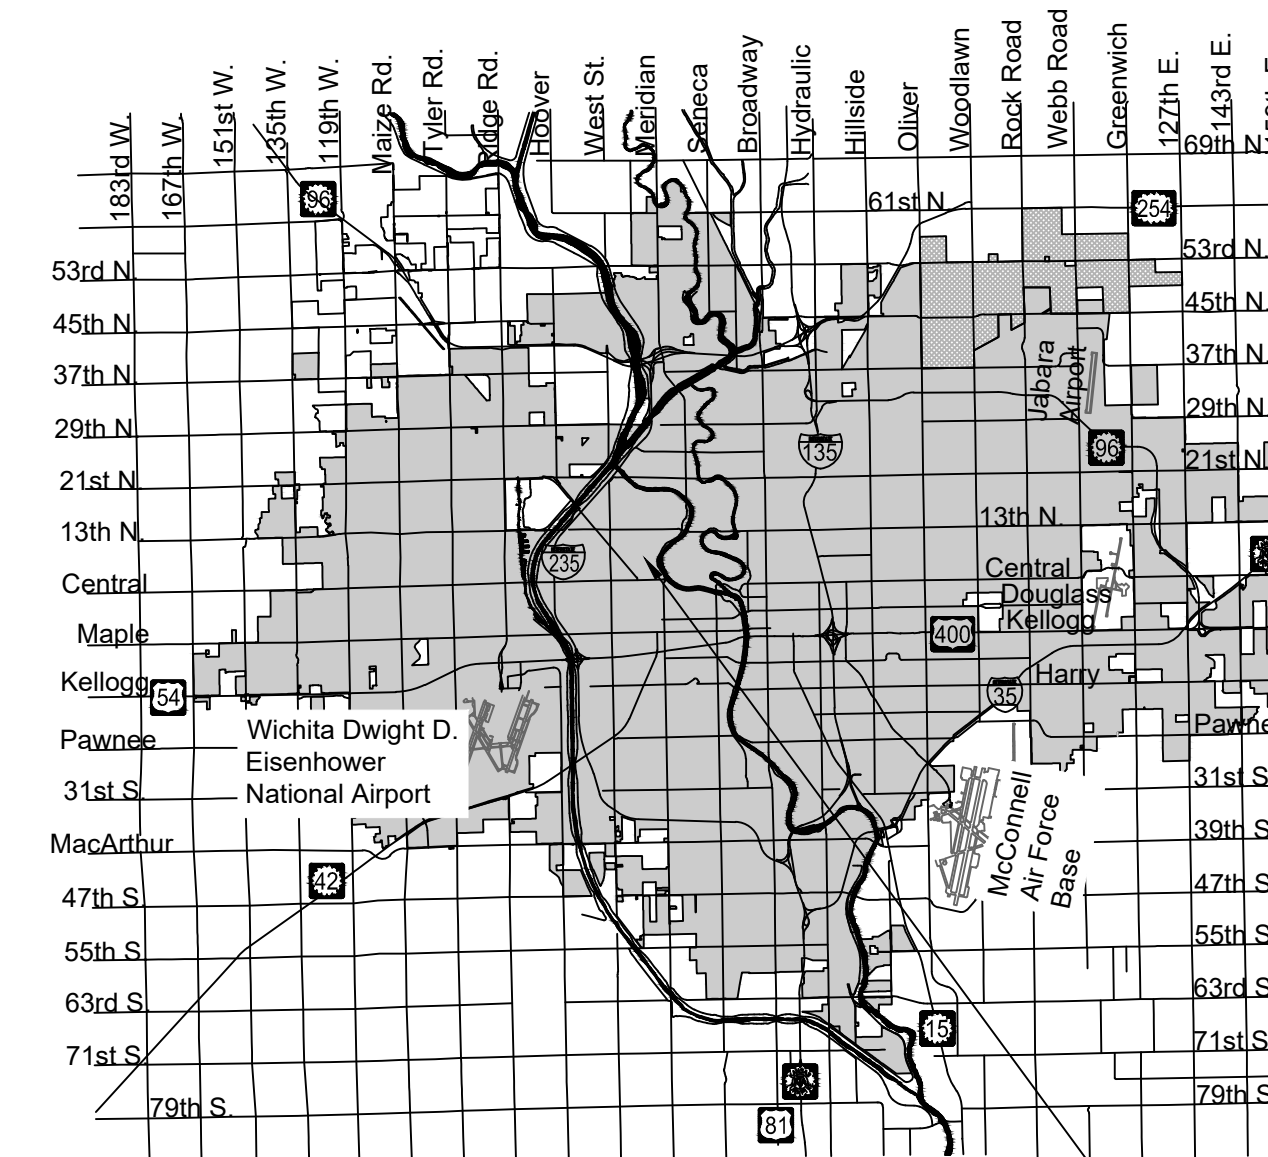 183rd W.
167th W.
151st W.
135th W.
119th W.
Maize Rd.
Tyler Rd.
Ridge Rd.
Hoover
West St.
Meridian
Seneca
Broadway
Hydraulic
Hillside
Oliver
Woodlawn
Rock Road
Webb Road
Greenwich
127th E.
143rd E.
69th N.
96
61st N.
254
53rd N.
53rd N.
45th N.
45th N.
37th N.
37th N.
Jabara
Airport
29th N.
29th N.
135
96
21st N.
21st N.
13th N.
13th N.
235
Central
Central
Douglass
Maple
Kellogg
400
Kellogg
54
Harry
35
Wichita Dwight D.
Eisenhower
National Airport
Pawnee
Pawne
31st S.
31st S
McConnell
Air Force
Base
MacArthur
39th S
42
47th S.
47th S
55th S.
55th S
63rd S.
63rd S
15
71st S.
71st S
79th S.
79th S
81